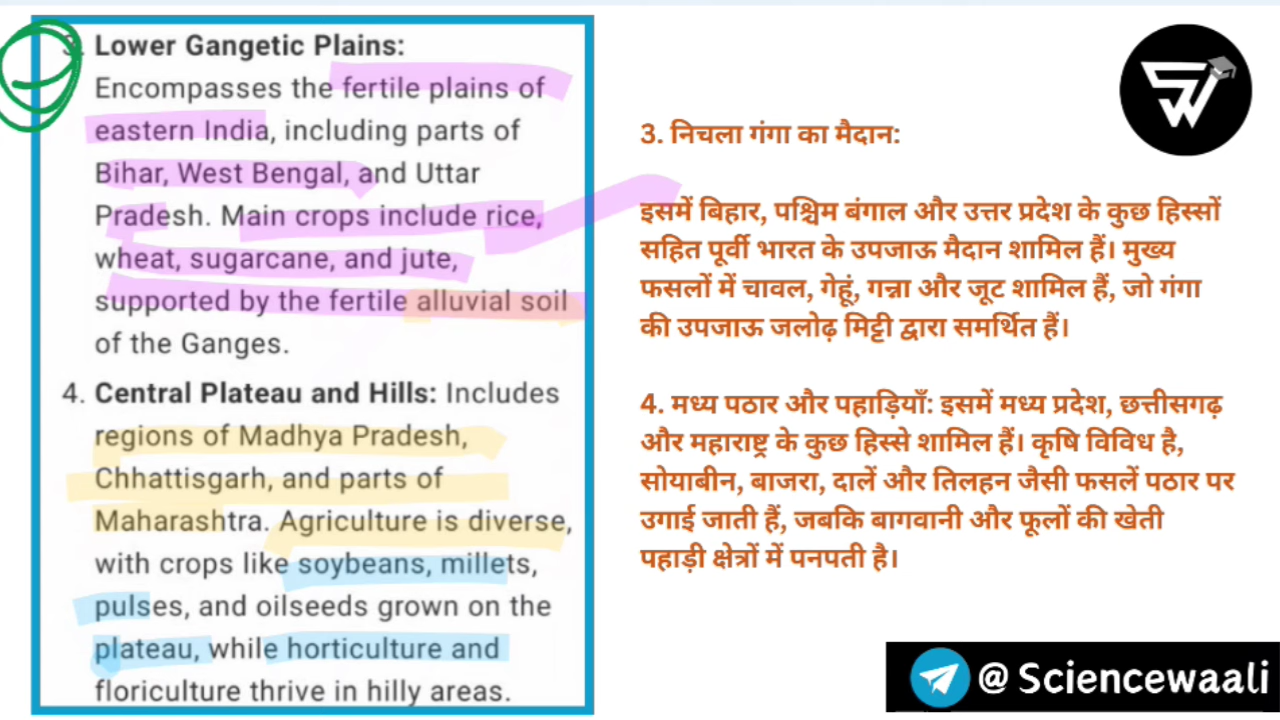 3. Lower Gangetic Plains:
Encompasses the fertile plains of
eastern India, including parts of
Bihar, West Bengal, and Uttar
Pradesh. Main crops include rice,
wheat, sugarcane, and jute,
supported by the fertile alluvial soil
of the Ganges.
4. Central Plateau and Hills: Includes
regions of Madhya Pradesh,
Chhattisgarh, and parts of
Maharashtra. Agriculture is diverse,
with crops like soybeans, millets,
pulses, and oilseeds grown on the
plateau, while horticulture and
floriculture thrive in hilly areas.
SW
3. निचला गंगा का मैदान:
इसमें बिहार, पश्चिम बंगाल और उत्तर प्रदेश के कुछ हिस्सों
सहित पूर्वी भारत के उपजाऊ मैदान शामिल हैं। मुख्य
फसलों में चावल, गेहूं, गन्ना और जूट शामिल हैं, जो गंगा
की उपजाऊ जलोढ़ मिट्टी द्वारा समर्थित हैं।
4. मध्य पठार और पहाड़ियाँ: इसमें मध्य प्रदेश, छत्तीसगढ़
और महाराष्ट्र के कुछ हिस्से शामिल हैं। कृषि विविध है,
सोयाबीन, बाजरा, दालें और तिलहन जैसी फसलें पठार पर
उगाई जाती हैं, जबकि बागवानी और फूलों की खेती
पहाड़ी क्षेत्रों में पनपती है।
@ Sciencewaali